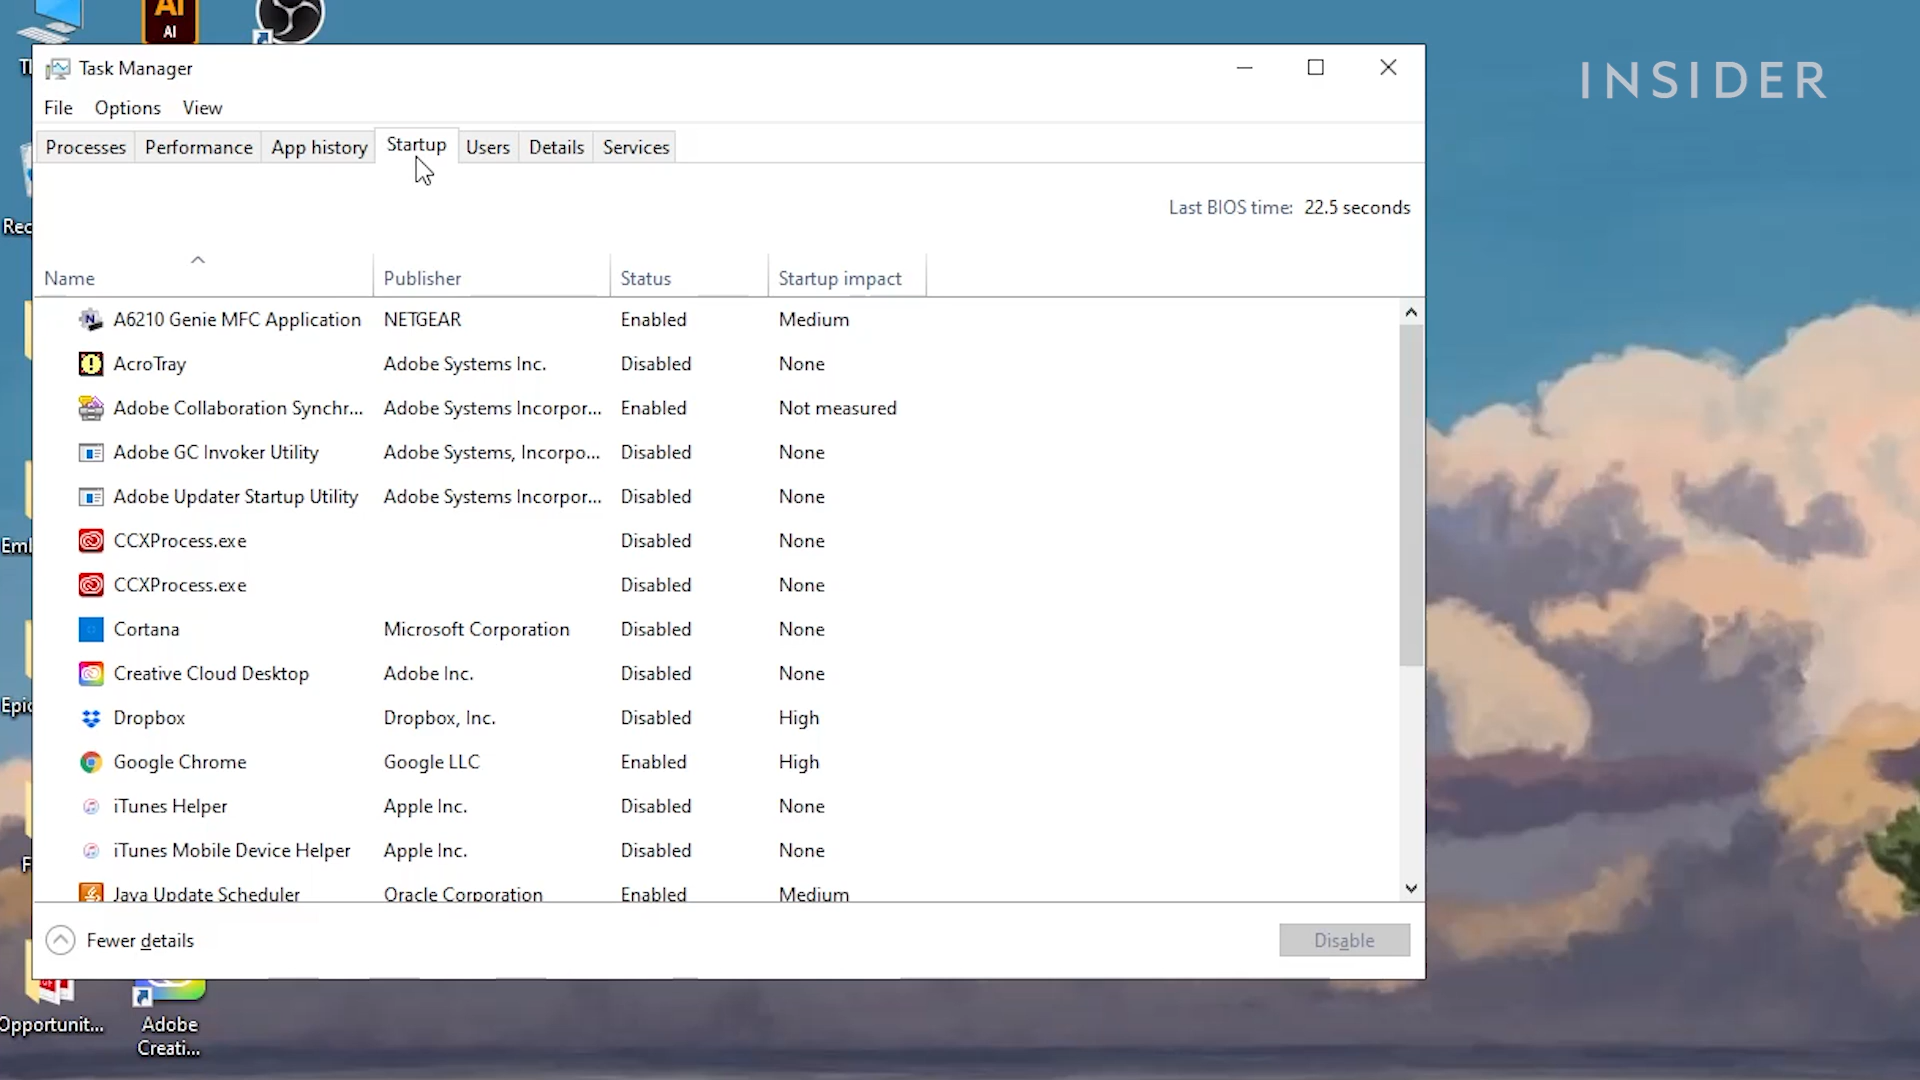 AI
AI
INSIDER
Task Manager
File Options View
Processes Performance App history Startup Users Details Services
Last BIOS time: 22.5 seconds
Name Publisher Status Startup impact
A6210 Genie MFC Application NETGEAR Enabled Medium
AcroTray Adobe Systems Inc. Disabled None
Adobe Collaboration Synchr... Adobe Systems Incorpor... Enabled Not measured
Adobe GC Invoker Utility Adobe Systems, Incorpo... Disabled None
Adobe Updater Startup Utility Adobe Systems Incorpor... Disabled None
CCXProcess.exe Disabled None
CCXProcess.exe Disabled None
Cortana Microsoft Corporation Disabled None
Creative Cloud Desktop Adobe Inc. Disabled None
Dropbox Dropbox, Inc. Disabled High
Google Chrome Google LLC Enabled High
iTunes Helper Apple Inc. Disabled None
iTunes Mobile Device Helper Apple Inc. Disabled None
Java Update Scheduler Oracle Corporation Enabled Medium
Fewer details Disable
Opportunit... Adobe
Creati...